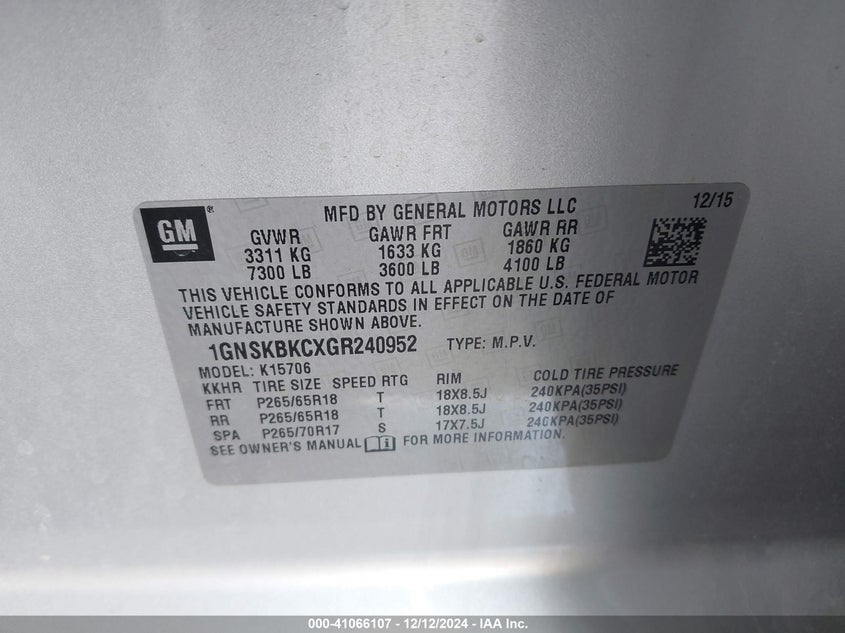 GM ®
MFD BY GENERAL MOTORS LLC 12/15
GVWR GAWR FRT GAWR RR
3311 KG 1633 KG 1860 KG
7300 LB 3600 LB 4100 LB
THIS VEHICLE CONFORMS TO ALL APPLICABLE U.S. FEDERAL MOTOR
VEHICLE SAFETY STANDARDS IN EFFECT ON THE DATE OF
MANUFACTURE SHOWN ABOVE.
1GNSKBKCXGR240952 TYPE: M.P.V.
MODEL: K15706
KKHR TIRE SIZE SPEED RTG RIM COLD TIRE PRESSURE
FRT P265/65R18 T 18X8.5J 240KPA(35PSI)
RR P265/65R18 T 18X8.5J 240KPA(35PSI)
SPA P265/70R17 S 17X7.5J 240KPA(35PSI)
SEE OWNER'S MANUAL FOR MORE INFORMATION.
000-41066107 - 12/12/2024 - IAA Inc.